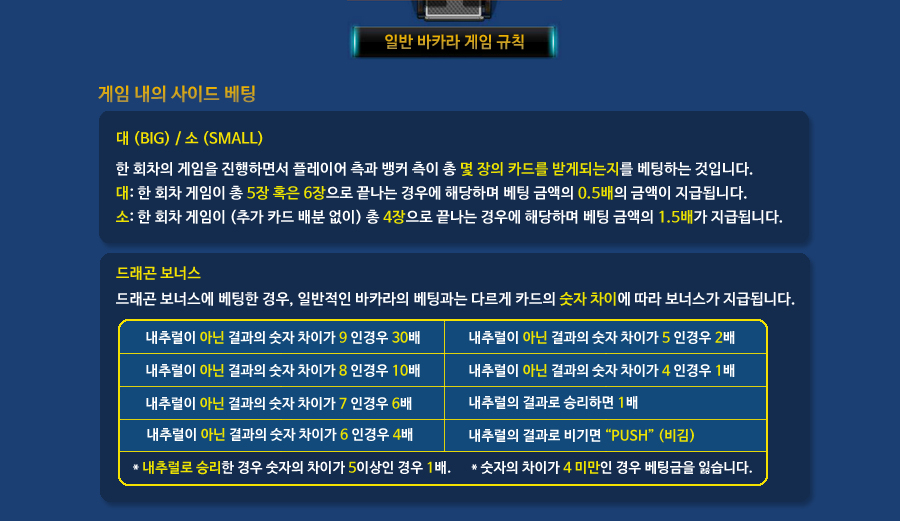 일반 바카라 게임 규칙
게임 내의 사이드 베팅
대 (BIG) / 소 (SMALL)
한 회차의 게임을 진행하면서 플레이어 측과 뱅커 측이 총 몇 장의 카드를 받게되는지를 베팅하는 것입니다.
대: 한 회차 게임이 총 5장 혹은 6장으로 끝나는 경우에 해당하며 베팅 금액의 0.5배의 금액이 지급됩니다.
소: 한 회차 게임이 (추가 카드 배분 없이) 총 4장으로 끝나는 경우에 해당하며 베팅 금액의 1.5배가 지급됩니다.
드래곤 보너스
드래곤 보너스에 베팅한 경우, 일반적인 바카라의 베팅과는 다르게 카드의 숫자 차이에 따라 보너스가 지급됩니다.
내추럴이 아닌 결과의 숫자 차이가 9 인경우 30배
내추럴이 아닌 결과의 숫자 차이가 5 인경우 2배
내추럴이 아닌 결과의 숫자 차이가 8 인경우 10배
내추럴이 아닌 결과의 숫자 차이가 4 인경우 1배
내추럴이 아닌 결과의 숫자 차이가 7 인경우 6배
내추럴의 결과로 승리하면 1배
내추럴이 아닌 결과의 숫자 차이가 6 인경우 4배
내추럴의 결과로 비기면 “PUSH” (비김)
* 내추럴로 승리한 경우 숫자의 차이가 5이상인 경우 1배.
* 숫자의 차이가 4 미만인 경우 베팅금을 잃습니다.